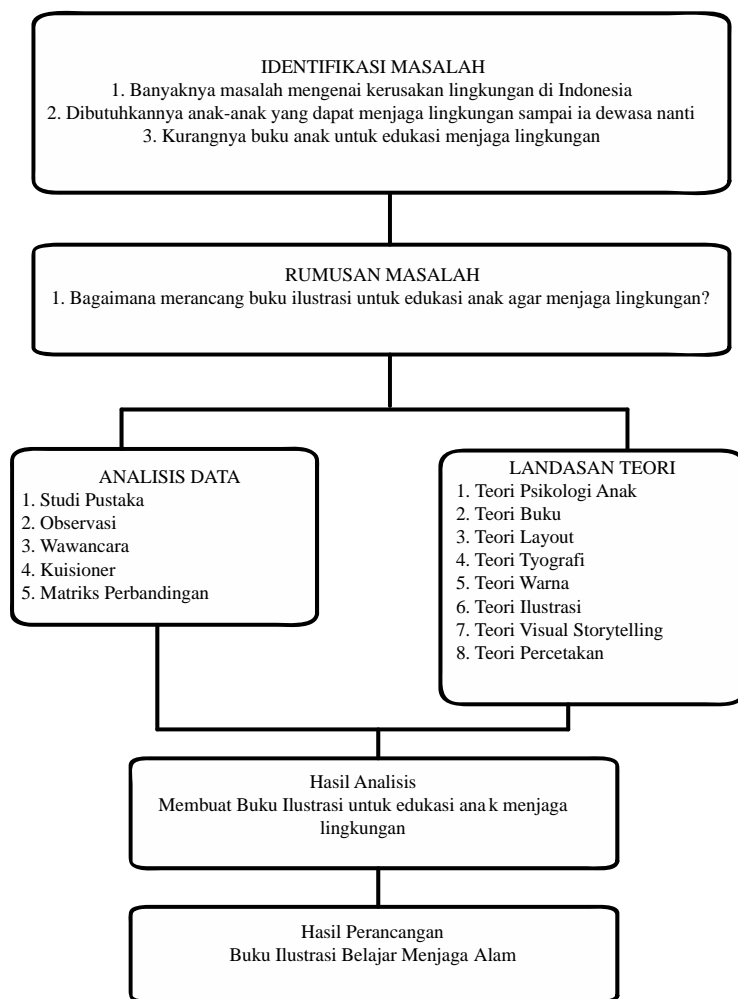 IDENTIFIKASI MASALAH
1. Banyaknya masalah mengenai kerusakan lingkungan di Indonesia
2. Dibutuhkannya anak-anak yang dapat menjaga lingkungan sampai ia dewasa nanti
3. Kurangnya buku anak untuk edukasi menjaga lingkungan
RUMUSAN MASALAH
1. Bagaimana merancang buku ilustrasi untuk edukasi anak agar menjaga lingkungan?
ANALISIS DATA
1. Studi Pustaka
2. Observasi
3. Wawancara
4. Kuisioner
5. Matriks Perbandingan
LANDASAN TEORI
1. Teori Psikologi Anak
2. Teori Buku
3. Teori Layout
4. Teori Tyografi
5. Teori Warna
6. Teori Ilustrasi
7. Teori Visual Storytelling
8. Teori Percetakan
Hasil Analisis
Membuat Buku Ilustrasi untuk edukasi anak menjaga
lingkungan
Hasil Perancangan
Buku Ilustrasi Belajar Menjaga Alam